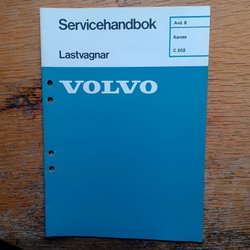 Servicehandbok
Lastvagnar
Avd. 8
Kaross
C 202
VOLVO